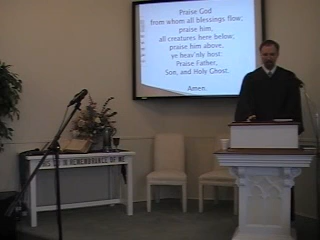 Praise God
from whom all blessings flow;
praise him,
all creatures here below;
praise him above,
ye heav'nly host:
Praise Father,
Son, and Holy Ghost.
Amen.
IN REMEMBRANCE OF ME